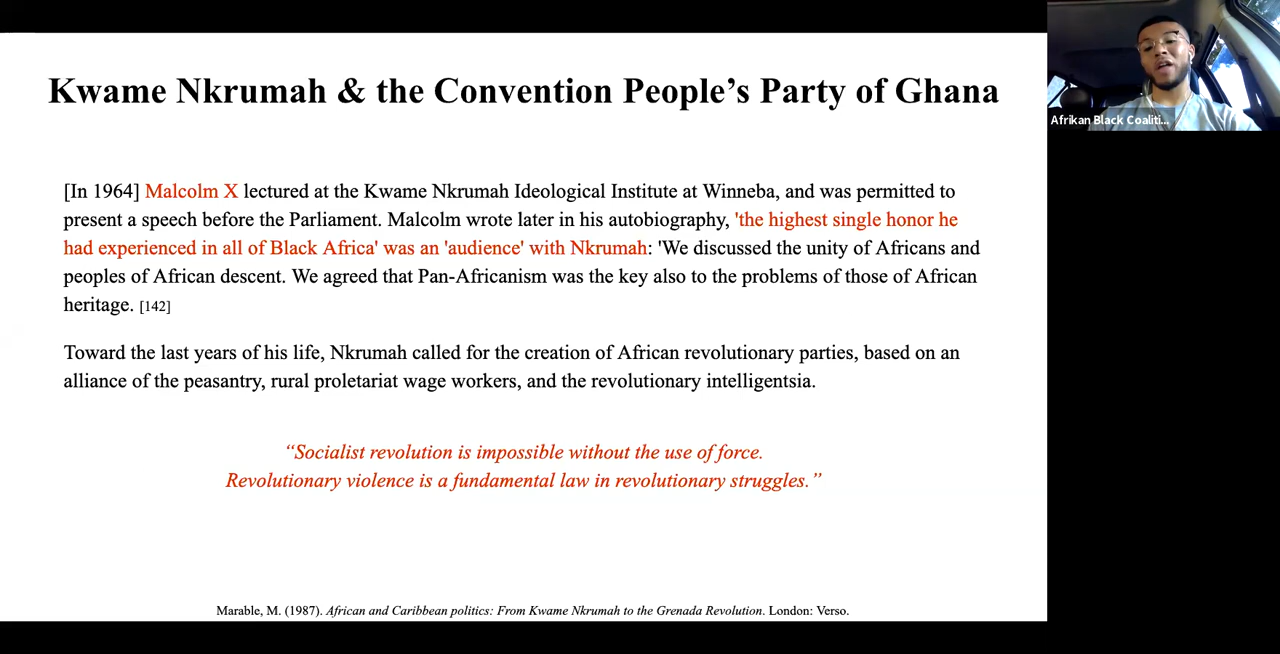 Kwame Nkrumah & the Convention People’s Party of Ghana
[In 1964] Malcolm X lectured at the Kwame Nkrumah Ideological Institute at Winneba, and was permitted to
present a speech before the Parliament. Malcolm wrote later in his autobiography, 'the highest single honor he
had experienced in all of Black Africa' was an 'audience' with Nkrumah: 'We discussed the unity of Africans and
peoples of African descent. We agreed that Pan-Africanism was the key also to the problems of those of African
heritage. [142]
Toward the last years of his life, Nkrumah called for the creation of African revolutionary parties, based on an
alliance of the peasantry, rural proletariat wage workers, and the revolutionary intelligentsia.
“Socialist revolution is impossible without the use of force.
Revolutionary violence is a fundamental law in revolutionary struggles.”
Marable, M. (1987). African and Caribbean politics: From Kwame Nkrumah to the Grenada Revolution. London: Verso.
Afrikan Black Coaliti...